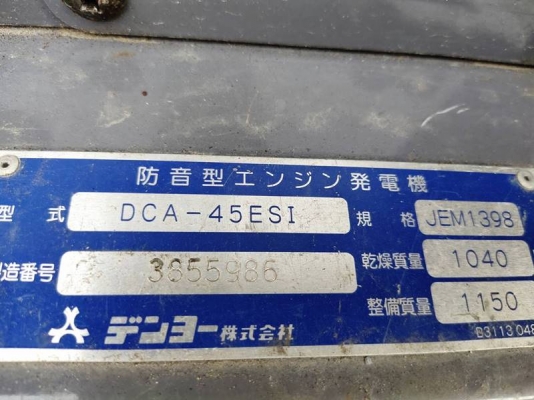 防音型エンジン発電機
型 式 DCA-45ESI 規 格 JEM1398
製造番号 3655986 乾燥質量 1040
整備質量 1150
デンヨー株式会社